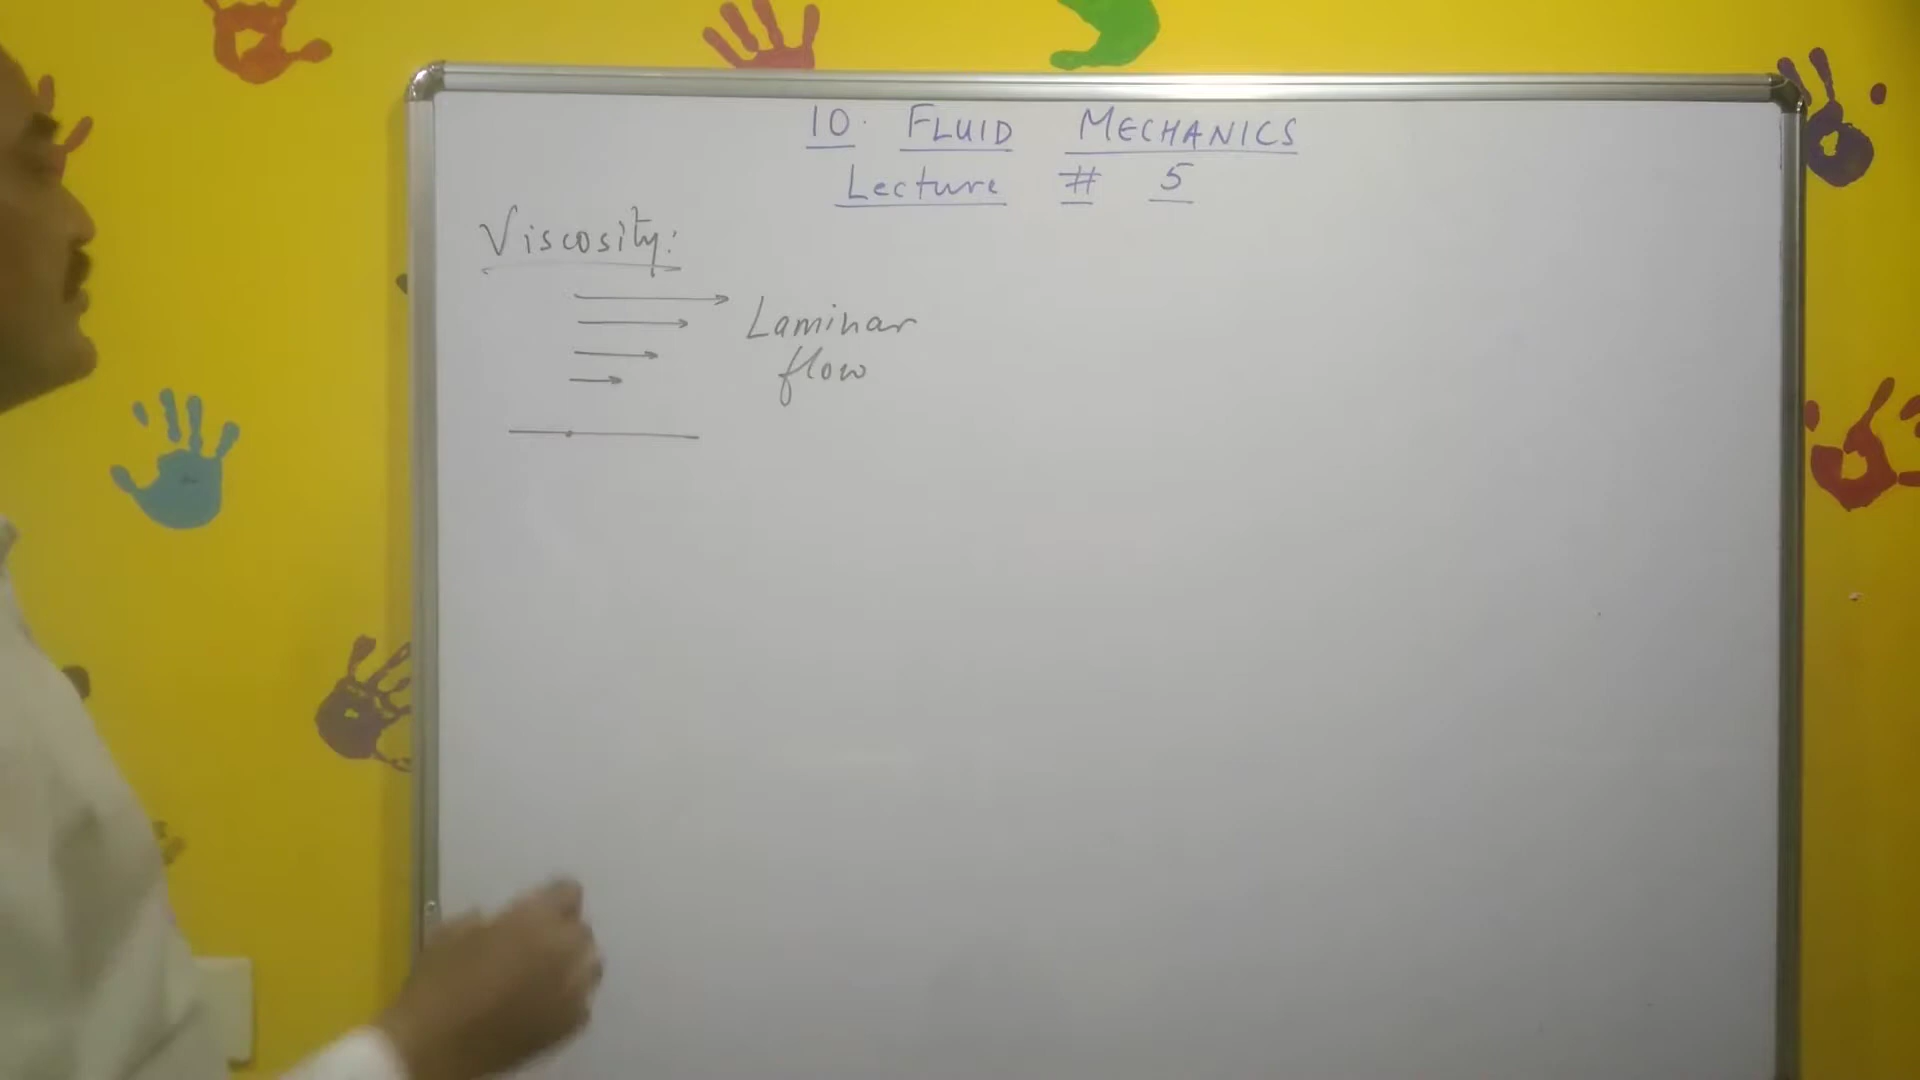 10. FLUID MECHANICS
Lecture # 5
Viscosity:
Laminar
flow